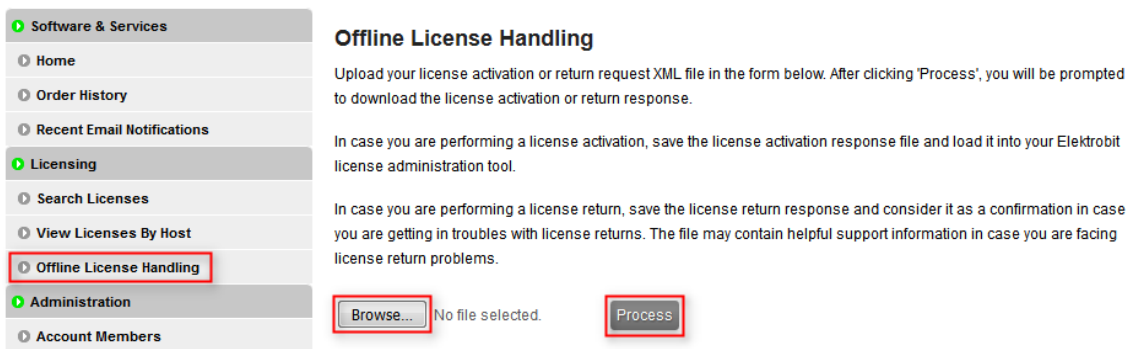 Software & Services
Home
Order History
Recent Email Notifications
Licensing
Search Licenses
View Licenses By Host
Offline License Handling
Administration
Account Members
Offline License Handling
Upload your license activation or return request XML file in the form below. After clicking 'Process', you will be prompted
to download the license activation or return response.
In case you are performing a license activation, save the license activation response file and load it into your Elektrobit
license administration tool.
In case you are performing a license return, save the license return response and consider it as a confirmation in case
you are getting in troubles with license returns. The file may contain helpful support information in case you are facing
license return problems.
Browse... No file selected. Process